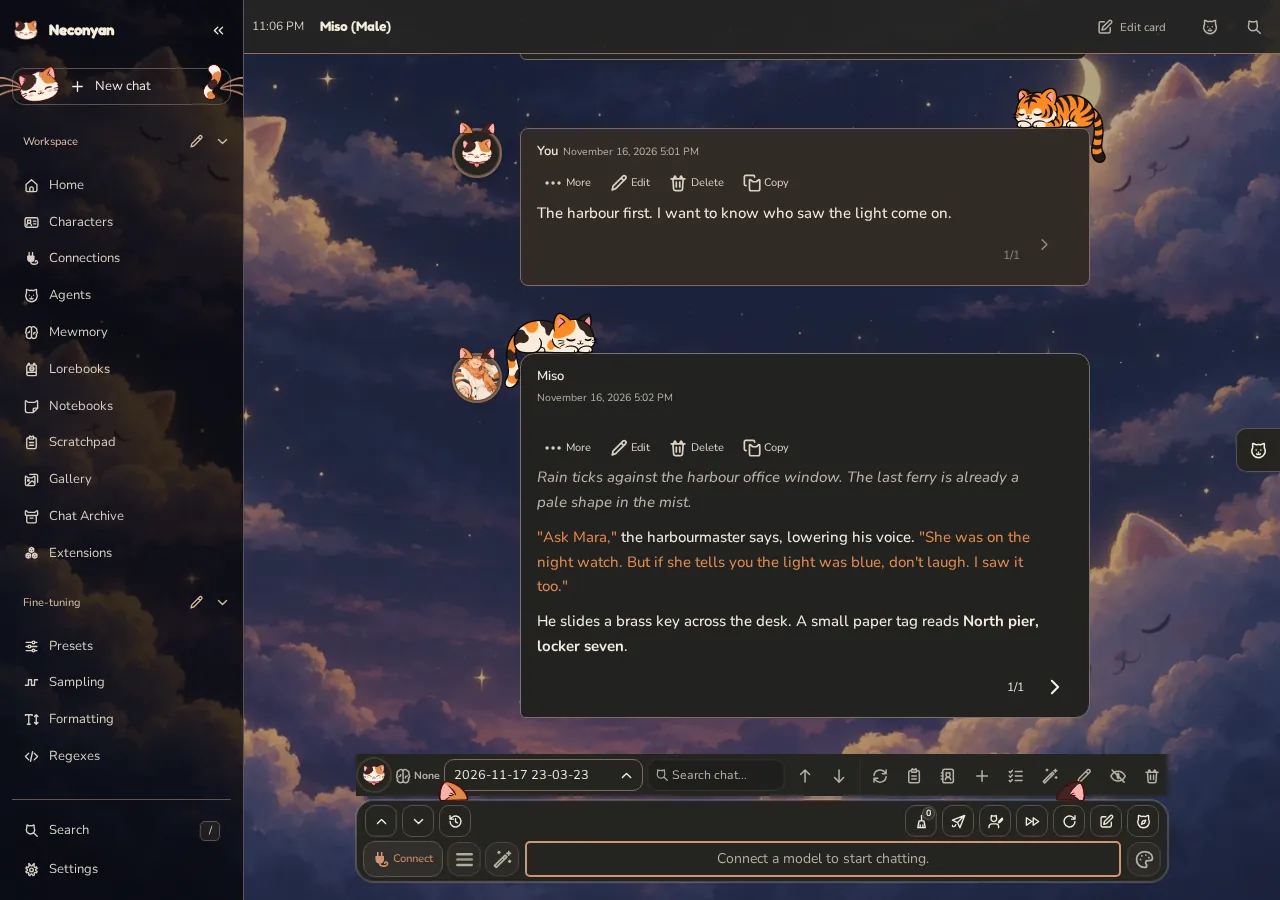 Neconyan
11:06 PM Miso (Male)
Edit card
New chat
Workspace
Home
Characters
Connections
Agents
Mewmory
Lorebooks
Notebooks
Scratchpad
Gallery
Chat Archive
Extensions
Fine-tuning
Presets
Sampling
Formatting
Regexes
Search /
Settings
You November 16, 2026 5:01 PM
More Edit Delete Copy
The harbour first. I want to know who saw the light come on.
1/1
Miso
November 16, 2026 5:02 PM
More Edit Delete Copy
Rain ticks against the harbour office window. The last ferry is already a
pale shape in the mist.
"Ask Mara," the harbourmaster says, lowering his voice. "She was on the
night watch. But if she tells you the light was blue, don't laugh. I saw it
too."
He slides a brass key across the desk. A small paper tag reads North pier,
locker seven.
1/1
None 2026-11-17 23-03-23 Search chat...
0
Connect Connect a model to start chatting.